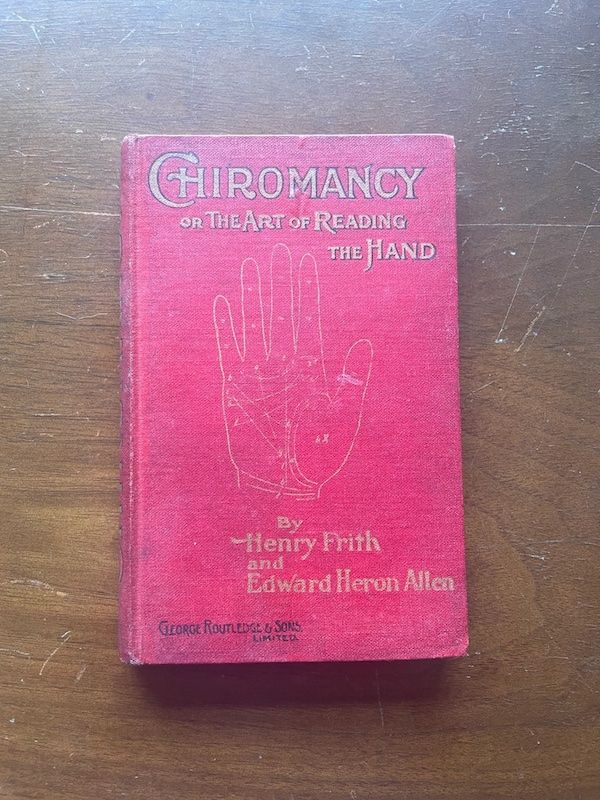 CHIROMANCY
OR THE ART OF READING
THE HAND
By
Henry Frith
and
Edward Heron Allen
GEORGE ROUTLEDGE & SONS
LIMITED.